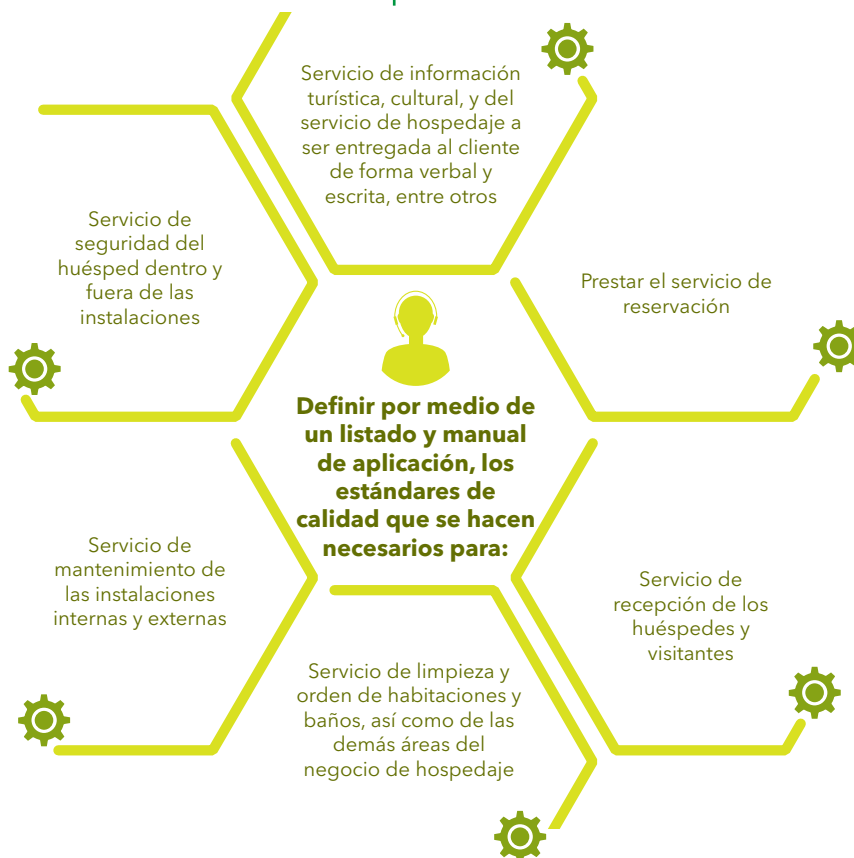 Servicio de información
turística, cultural, y del
servicio de hospedaje a
ser entregada al cliente
de forma verbal y
escrita, entre otros
Servicio de
seguridad del
huésped dentro y
fuera de las
instalaciones
Prestar el servicio de
reservación
Definir por medio de
un listado y manual
de aplicación, los
estándares de
calidad que se hacen
necesarios para:
Servicio de
mantenimiento de
las instalaciones
internas y externas
Servicio de
recepción de los
huéspedes y
visitantes
Servicio de limpieza y
orden de habitaciones y
baños, así como de las
demás áreas del
negocio de hospedaje